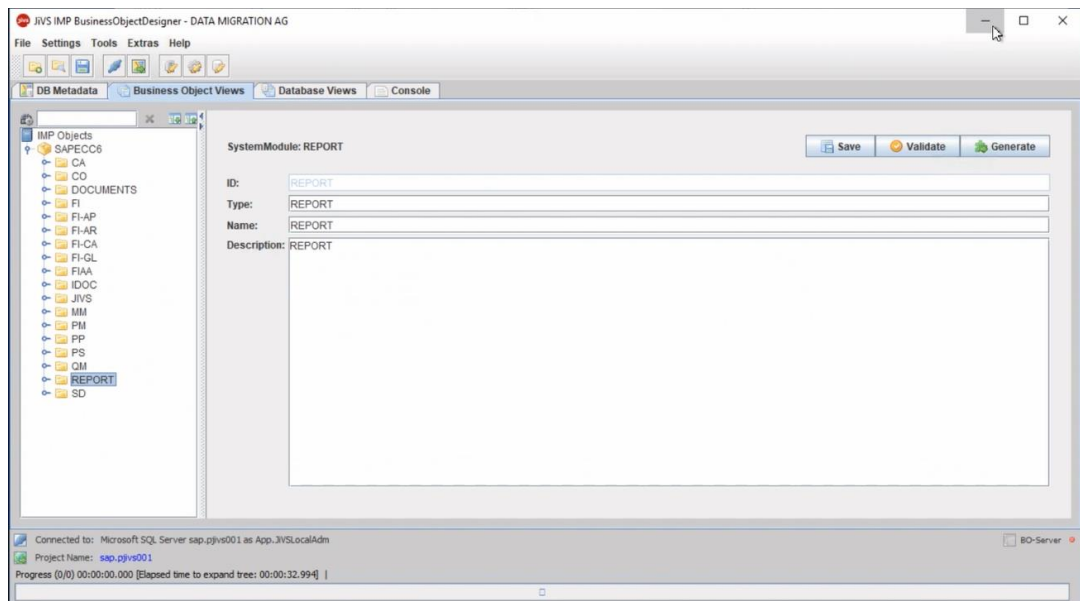 JiVS IMP BusinessObjectDesigner - DATA MIGRATION AG
File Settings Tools Extras Help
DB Metadata Business Object Views Database Views Console
IMP Objects
SAPECC6
CA
CO
DOCUMENTS
FI
FI-AP
FI-AR
FI-CA
FI-GL
FIAA
IDOC
JIVS
MM
PM
PP
PS
QM
REPORT
SD
SystemModule: REPORT
Save Validate Generate
ID: REPORT
Type: REPORT
Name: REPORT
Description: REPORT
Connected to: Microsoft SQL Server sap.pjivs001 as App.JiVSLocalAdm
BO-Server
Project Name: sap.pjivs001
Progress (0/0) 00:00:00.000 [Elapsed time to expand tree: 00:00:32.994] |